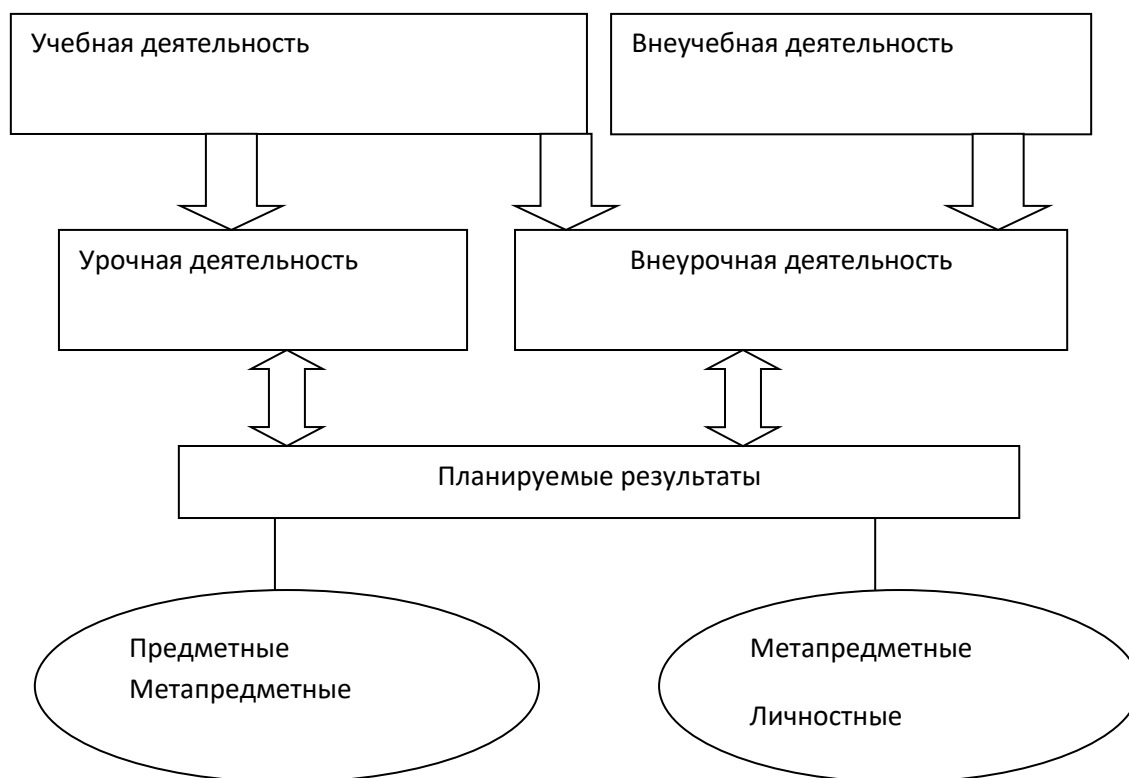 Учебная деятельность
Внеучебная деятельность
Урочная деятельность
Внеурочная деятельность
Планируемые результаты
Предметные
Метапредметные
Метапредметные
Личностные